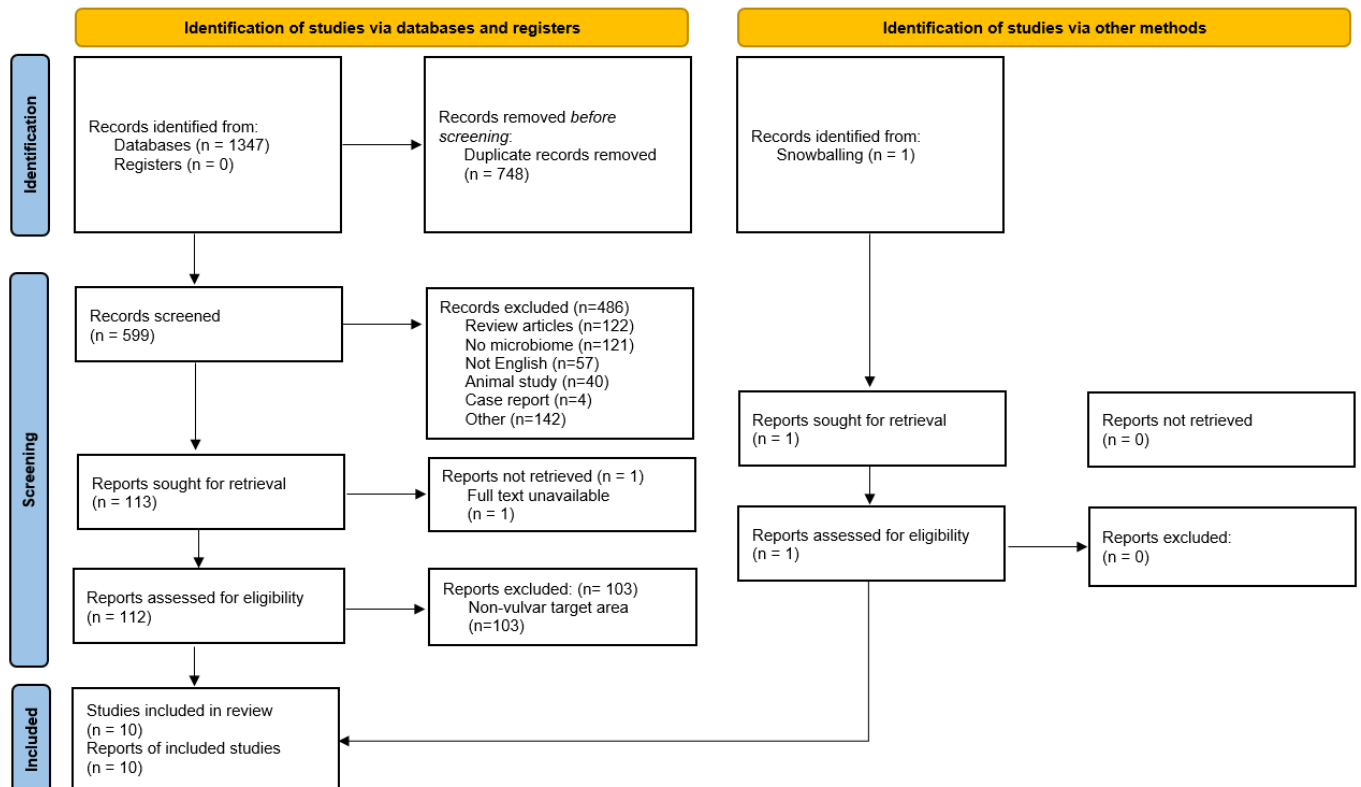 Identification of studies via databases and registers
Identification of studies via other methods
Identification
Records identified from:
Databases (n = 1347)
Registers (n = 0)
Records removed before
screening:
Duplicate records removed
(n = 748)
Records identified from:
Snowballing (n = 1)
Screening
Records screened
(n = 599)
Records excluded (n=486)
Review articles (n=122)
No microbiome (n=121)
Not English (n=57)
Animal study (n=40)
Case report (n=4)
Other (n=142)
Reports sought for retrieval
(n = 1)
Reports not retrieved
(n = 0)
Reports sought for retrieval
(n = 113)
Reports not retrieved (n = 1)
Full text unavailable
(n = 1)
Reports assessed for eligibility
(n = 1)
Reports excluded:
(n = 0)
Reports assessed for eligibility
(n = 112)
Reports excluded: (n= 103)
Non-vulvar target area
(n=103)
Included
Studies included in review
(n = 10)
Reports of included studies
(n = 10)